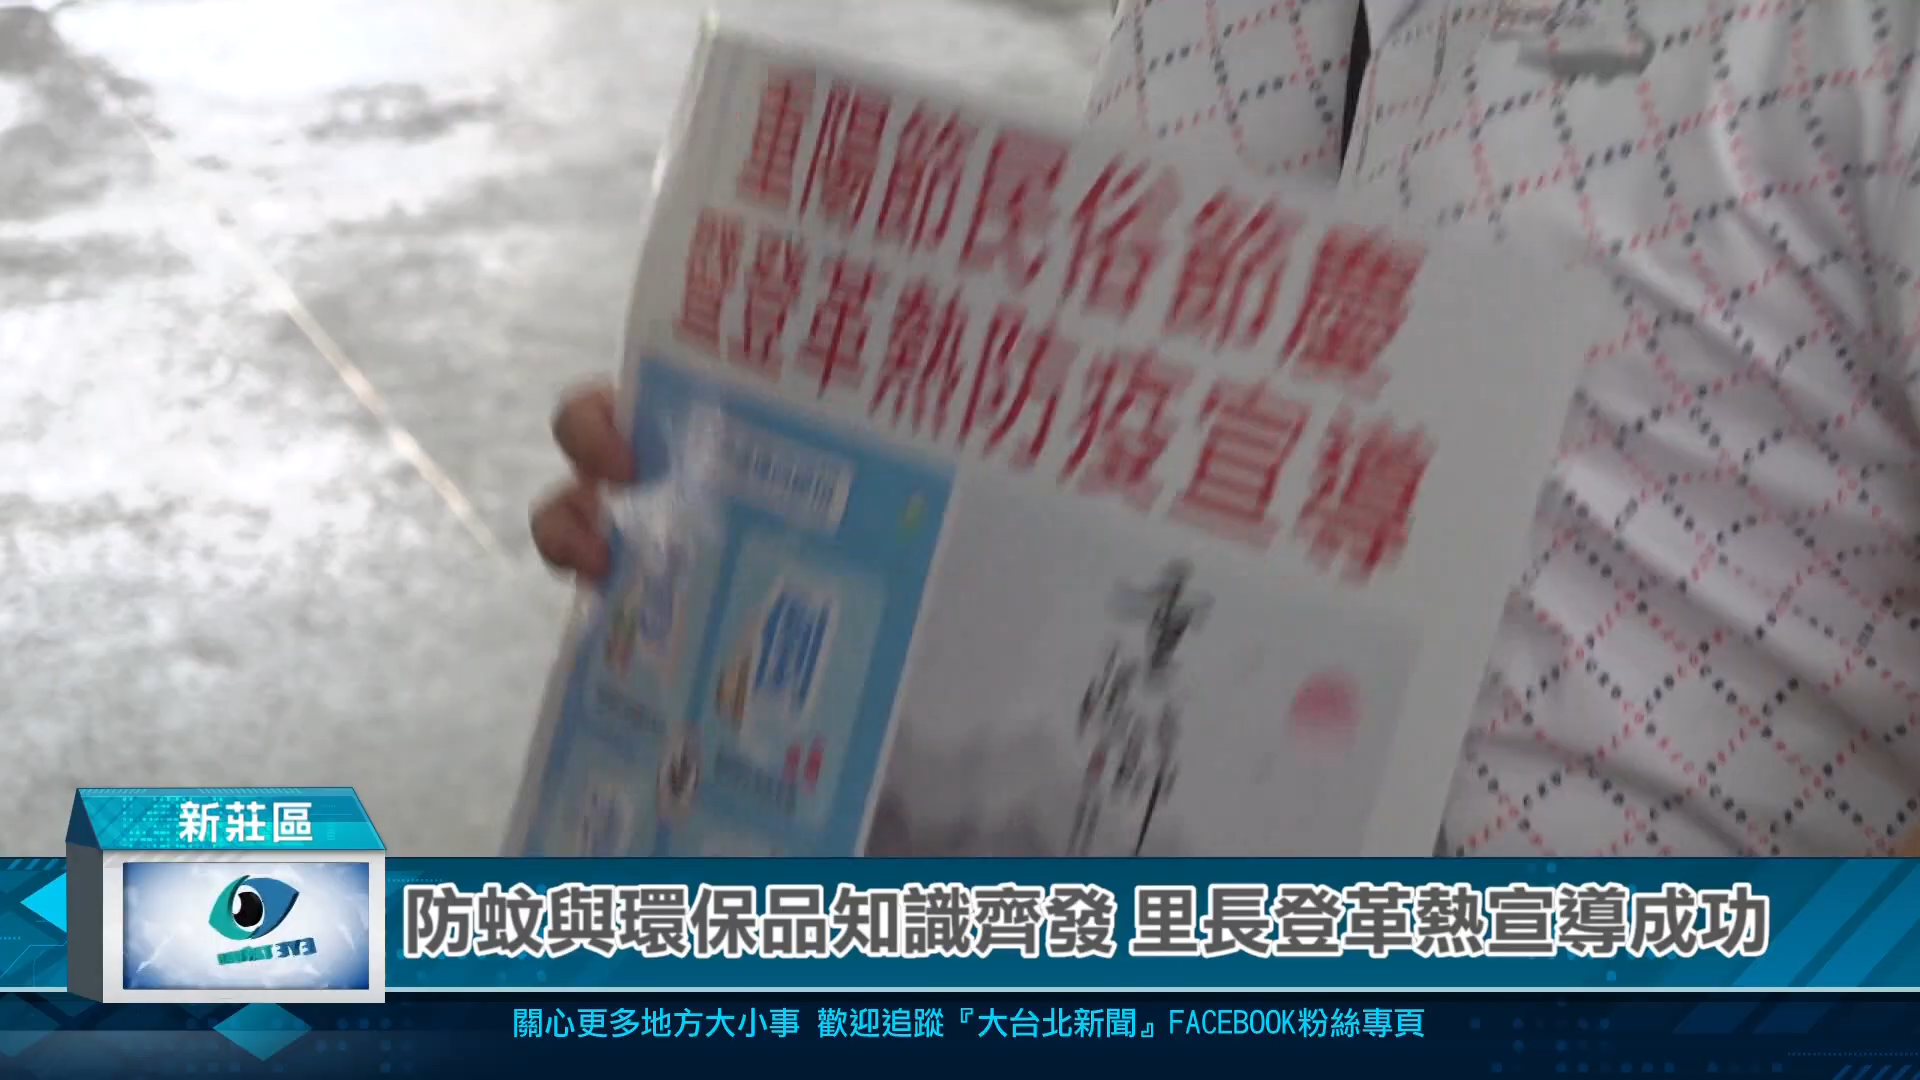 重陽節民俗節慶
暨登革熱防疫宣導
新莊區
防蚊與環保品知識齊發 里長登革熱宣導成功
關心更多地方大小事 歡迎追蹤『大台北新聞』FACEBOOK粉絲專頁